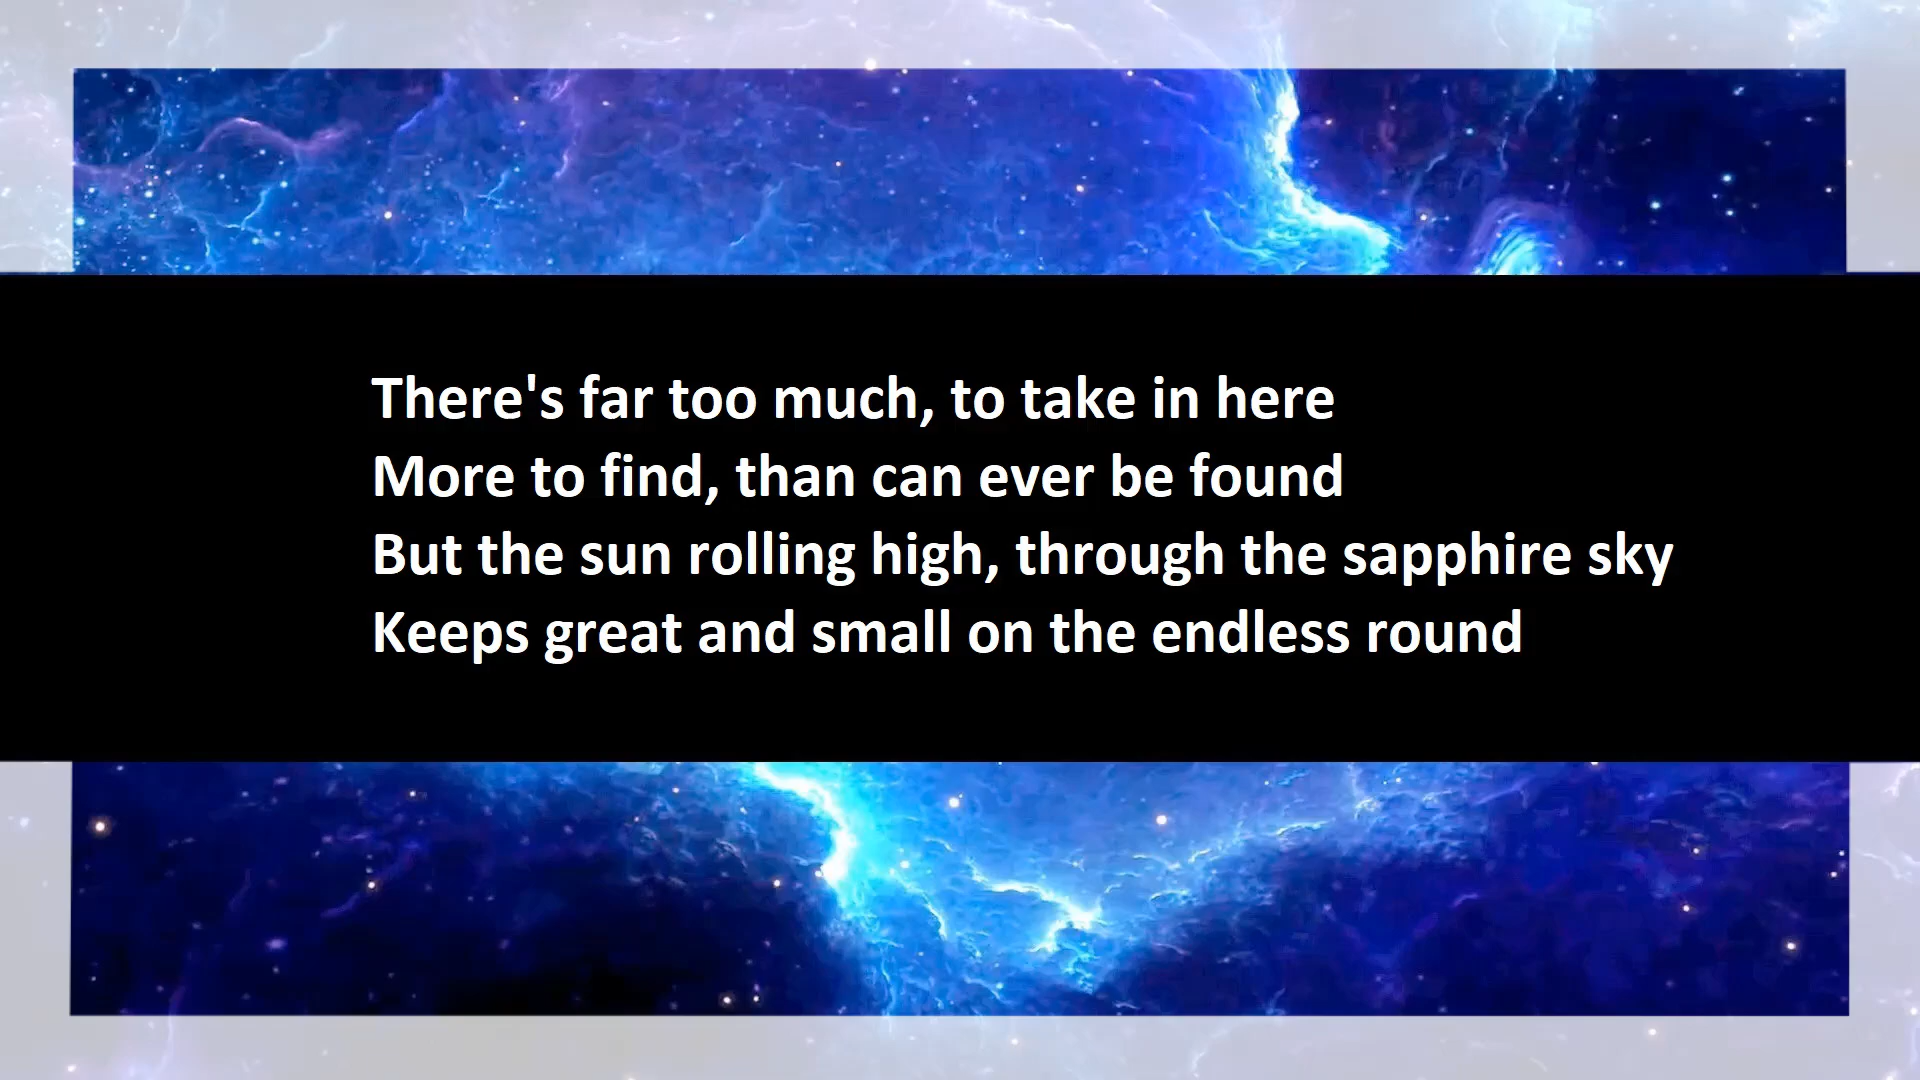 There's far too much, to take in here
More to find, than can ever be found
But the sun rolling high, through the sapphire sky
Keeps great and small on the endless round